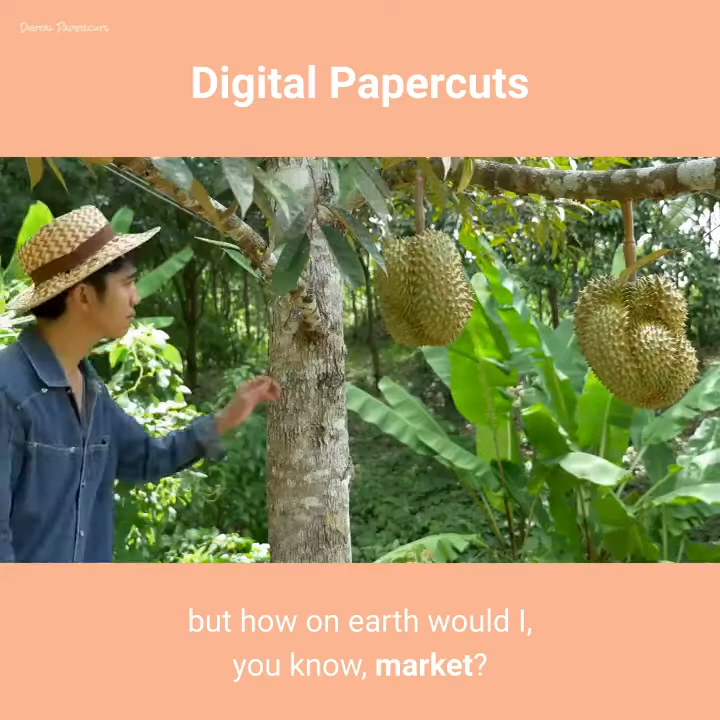 Digital Papercuts
Digital Papercuts
but how on earth would I,
you know, market?